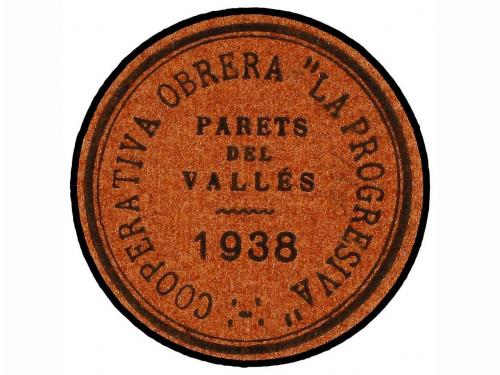 COOPERATIVA OBRERA "LA PROGRESIVA"
PARETS
DEL
VALLÉS
1938